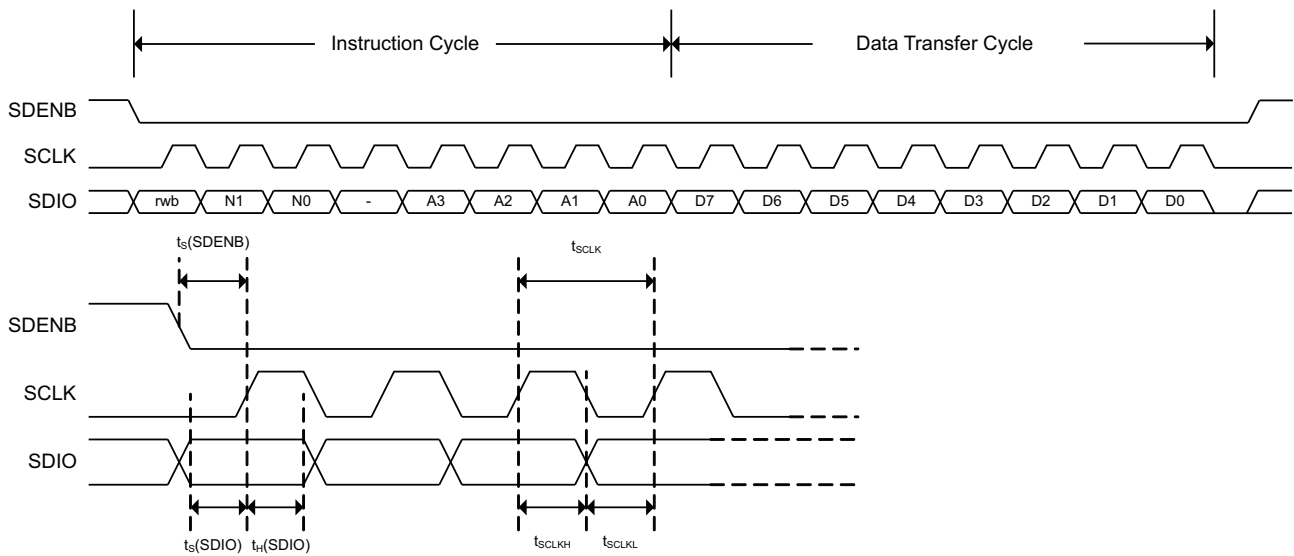 Instruction Cycle Data Transfer Cycle
SDENB
SCLK
SDIO rwb N1 N0 - A3 A2 A1 A0 D7 D6 D5 D4 D3 D2 D1 D0
tS(SDENB) tSCLK
SDENB
SCLK
SDIO
tS(SDIO) tH(SDIO) tSCLKH tSCLKL